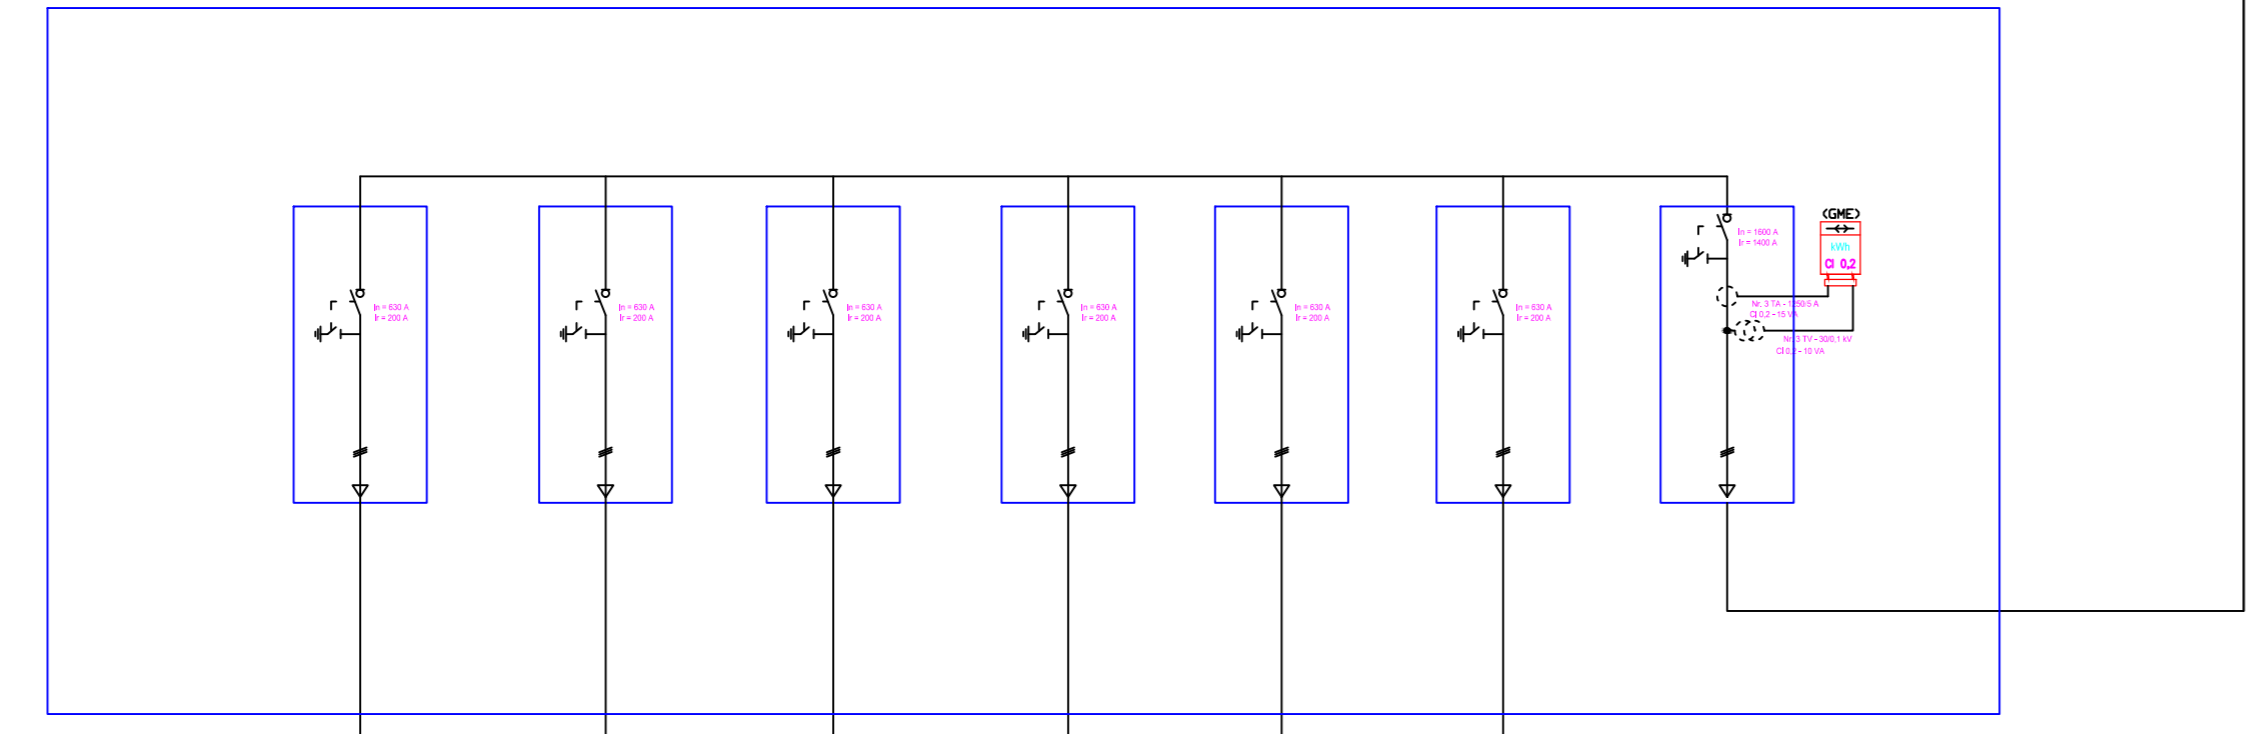 In = 630 A
Ir = 200 A
In = 630 A
Ir = 200 A
In = 630 A
Ir = 200 A
In = 630 A
Ir = 200 A
In = 630 A
Ir = 200 A
In = 630 A
Ir = 200 A
In = 1600 A
Ir = 1400 A
(GME)
kWh
Cl 0,2
Nr. 3 TA - 1250/5 A
Cl 0,2 - 15 VA
Nr. 3 TV - 30/0,1 kV
Cl 0,2 - 10 VA